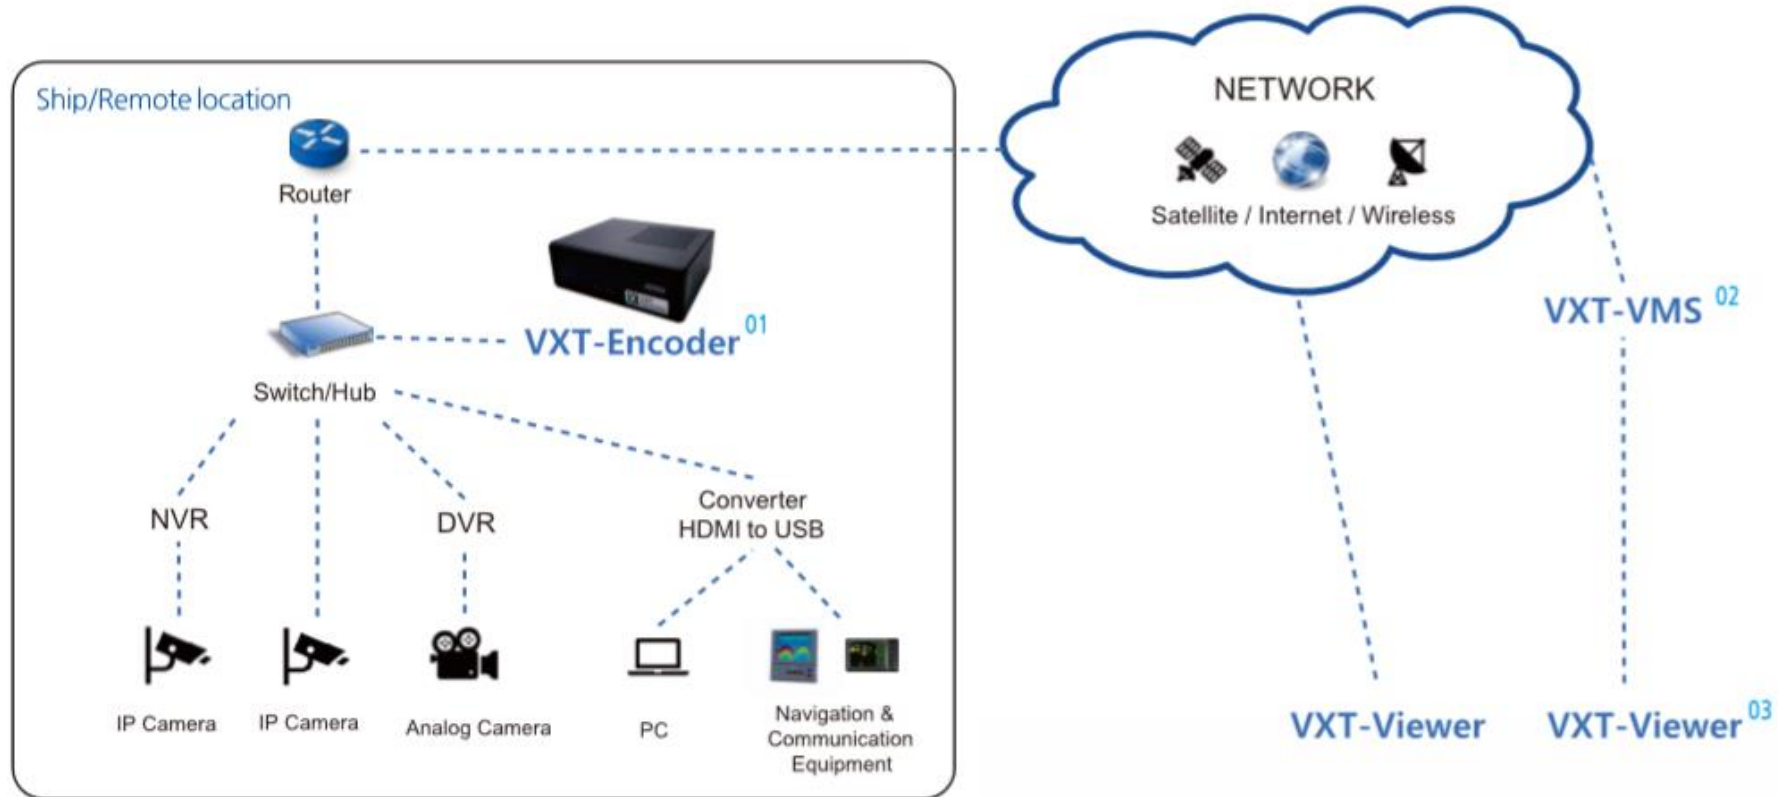 Ship/Remote location
NETWORK
Satellite / Internet / Wireless
Router
VXT-Encoder 01
Switch/Hub
VXT-VMS 02
NVR
DVR
Converter
HDMI to USB
IP Camera
IP Camera
Analog Camera
PC
Navigation &
Communication
Equipment
VXT-Viewer
VXT-Viewer 03